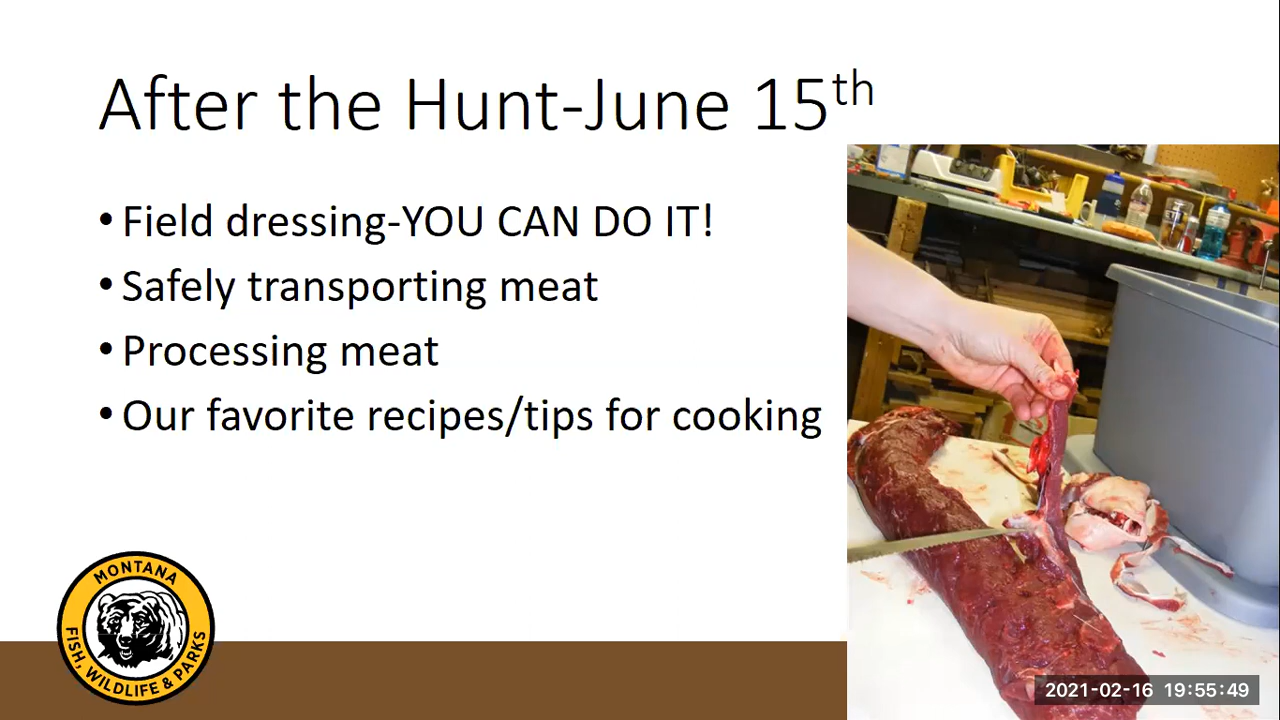 After the Hunt-June 15th
• Field dressing-YOU CAN DO IT!
• Safely transporting meat
• Processing meat
• Our favorite recipes/tips for cooking
MONTANA
FISH, WILDLIFE & PARKS
2021-02-16 19:55:49